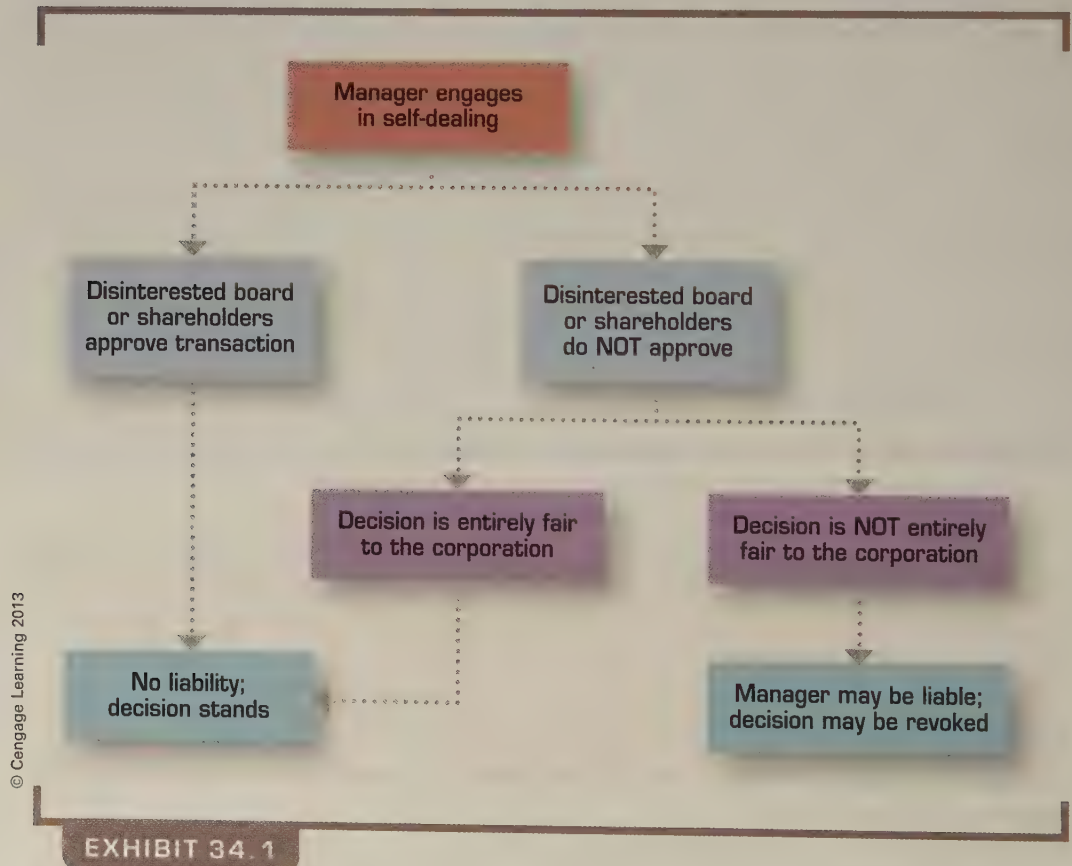 Manager engages
in self-dealing
Disinterested board
or shareholders
approve transaction
Disinterested board
or shareholders
do NOT approve
Decision is entirely fair
to the corporation
Decision is NOT entirely
fair to the corporation
No liability;
decision stands
Manager may be liable;
decision may be revoked
© Cengage Learning 2013
EXHIBIT 34.1